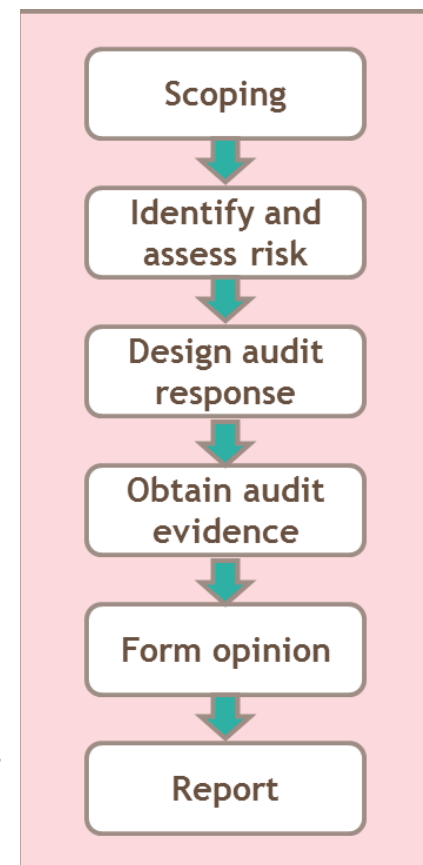 Scoping
Identify and
assess risk
Design audit
response
Obtain audit
evidence
Form opinion
Report